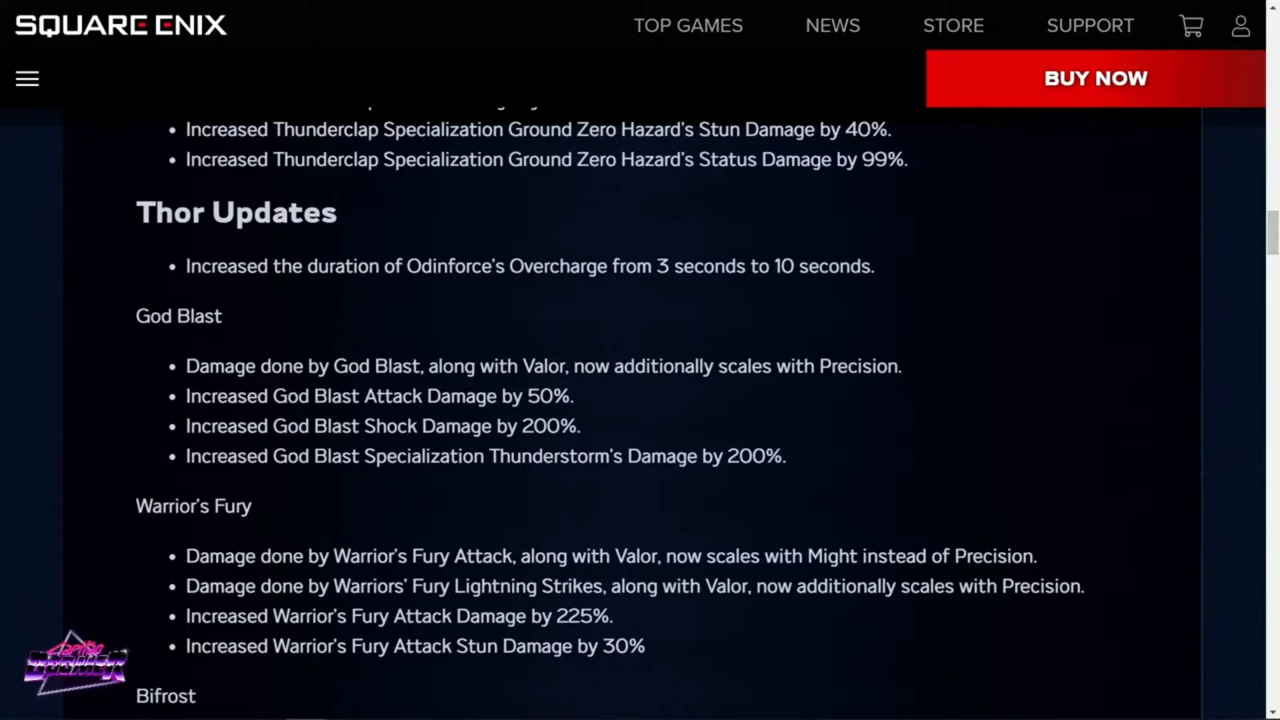 SQUARE ENIX
TOP GAMES NEWS STORE SUPPORT
BUY NOW
• Increased Thunderclap Specialization Ground Zero Hazard's Stun Damage by 40%.
• Increased Thunderclap Specialization Ground Zero Hazard's Status Damage by 99%.
Thor Updates
• Increased the duration of Odinforce's Overcharge from 3 seconds to 10 seconds.
God Blast
• Damage done by God Blast, along with Valor, now additionally scales with Precision.
• Increased God Blast Attack Damage by 50%.
• Increased God Blast Shock Damage by 200%.
• Increased God Blast Specialization Thunderstorm's Damage by 200%.
Warrior's Fury
• Damage done by Warrior's Fury Attack, along with Valor, now scales with Might instead of Precision.
• Damage done by Warriors' Fury Lightning Strikes, along with Valor, now additionally scales with Precision.
• Increased Warrior's Fury Attack Damage by 225%.
• Increased Warrior's Fury Attack Stun Damage by 30%
Capitão
BOOMER
Bifrost